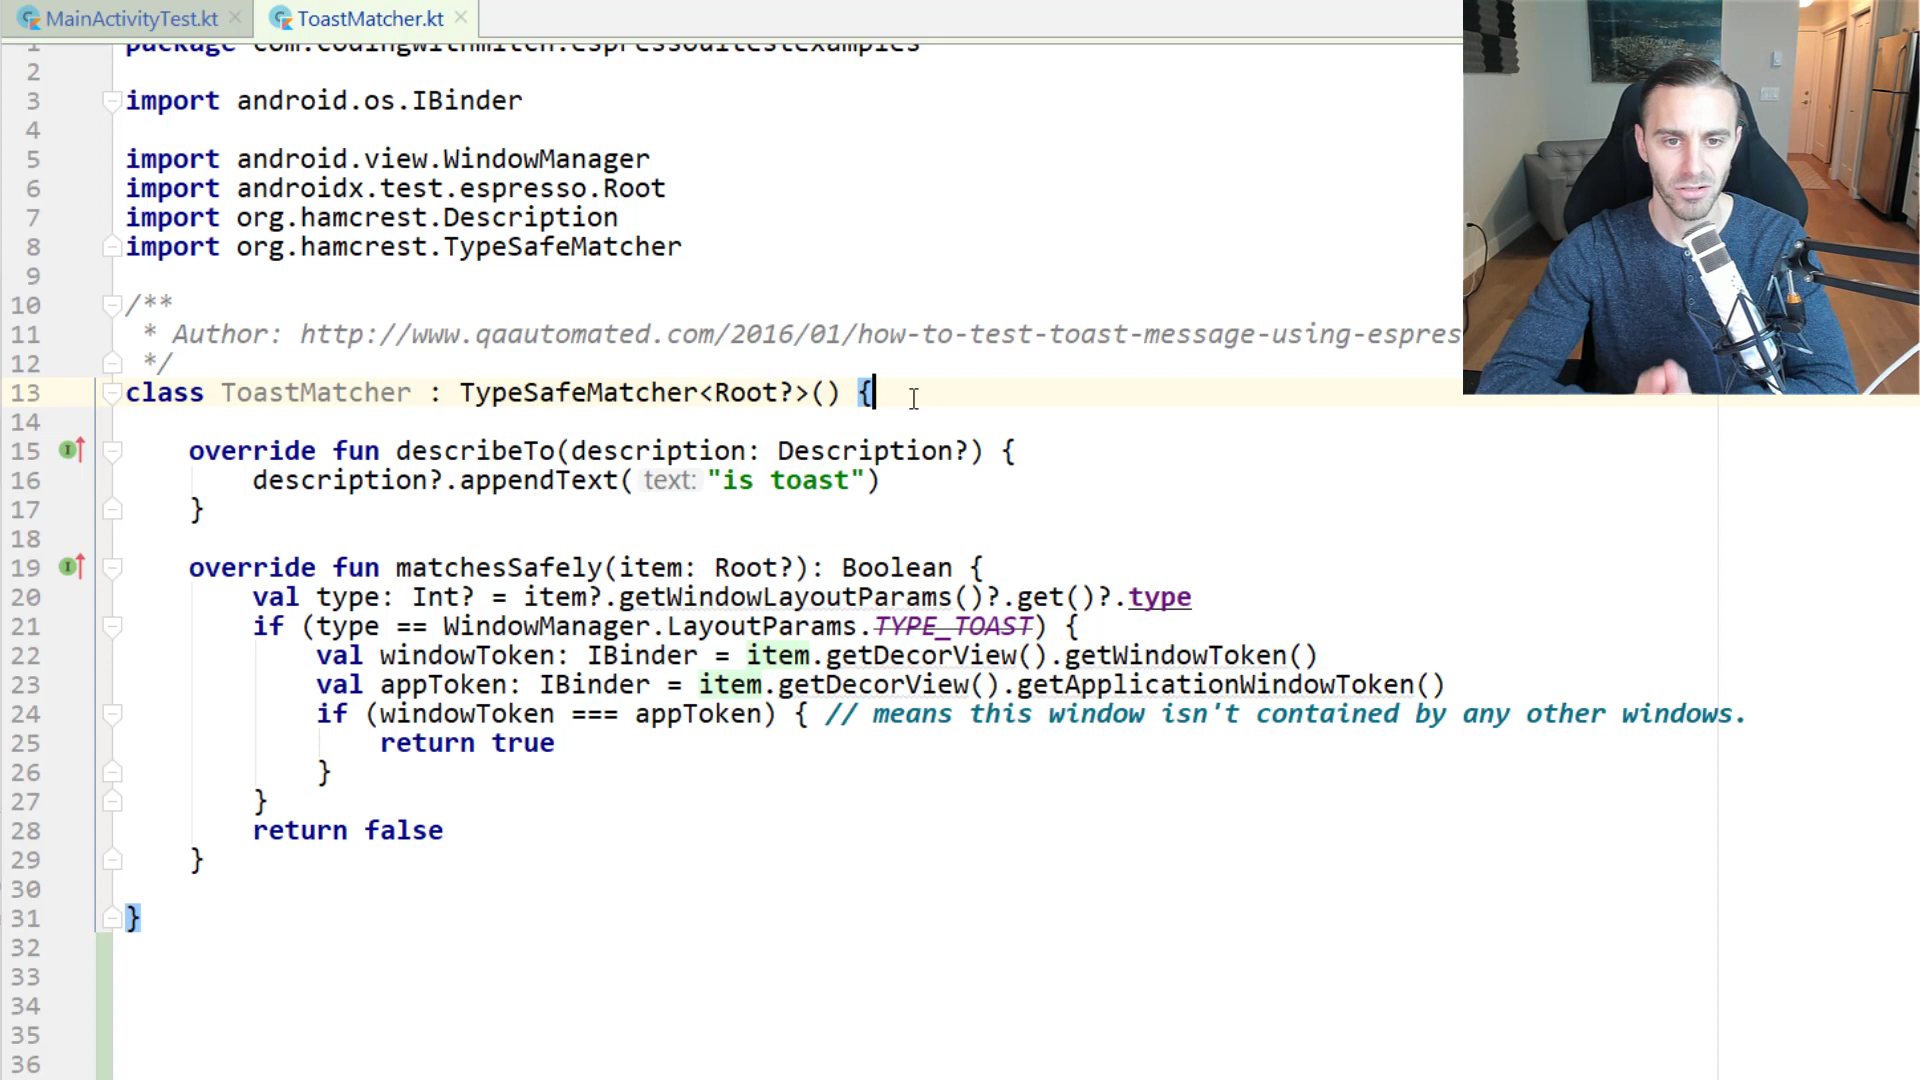 MainActivityTest.kt ToastMatcher.kt
1 package com.codingwithmitch.espressouitestexamples
2
3 import android.os.IBinder
4
5 import android.view.WindowManager
6 import androidx.test.espresso.Root
7 import org.hamcrest.Description
8 import org.hamcrest.TypeSafeMatcher
9
10 /**
11 * Author: http://www.qaautomated.com/2016/01/how-to-test-toast-message-using-espres
12 */
13 class ToastMatcher : TypeSafeMatcher<Root?>() {
14
15 override fun describeTo(description: Description?) {
16 description?.appendText( text: "is toast")
17 }
18
19 override fun matchesSafely(item: Root?): Boolean {
20 val type: Int? = item?.getWindowLayoutParams()?.get()?.type
21 if (type == WindowManager.LayoutParams.TYPE_TOAST) {
22 val windowToken: IBinder = item.getDecorView().getWindowToken()
23 val appToken: IBinder = item.getDecorView().getApplicationWindowToken()
24 if (windowToken === appToken) { // means this window isn't contained by any other windows.
25 return true
26 }
27 }
28 return false
29 }
30
31 }
32
33
34
35
36